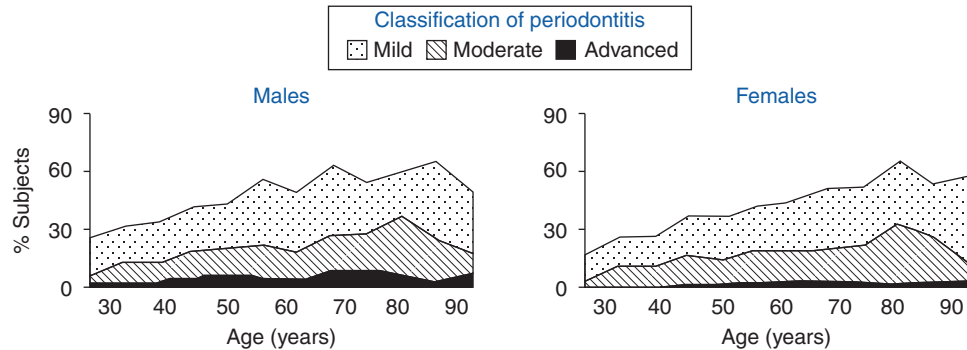 Classification of periodontitis
Mild Moderate Advanced
Males
Females
% Subjects
90
60
30
0
30 40 50 60 70 80 90
Age (years)
90
60
30
0
30 40 50 60 70 80 90
Age (years)